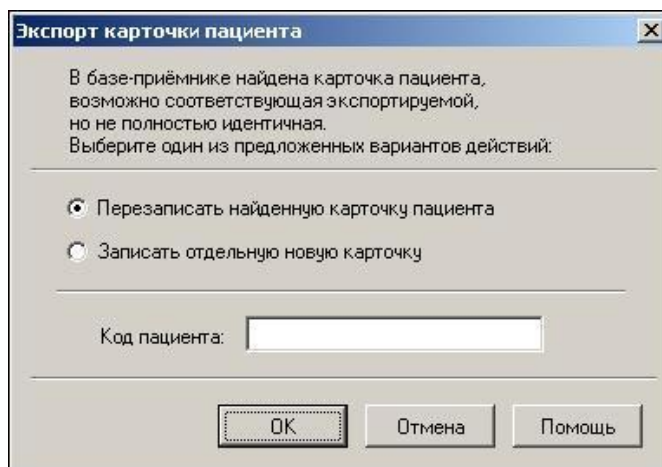 Экспорт карточки пациента
В базе-приёмнике найдена карточка пациента,
возможно соответствующая экспортируемой,
но не полностью идентичная.
Выберите один из предложенных вариантов действий:
Перезаписать найденную карточку пациента
Записать отдельную новую карточку
Код пациента:
OK Отмена Помощь